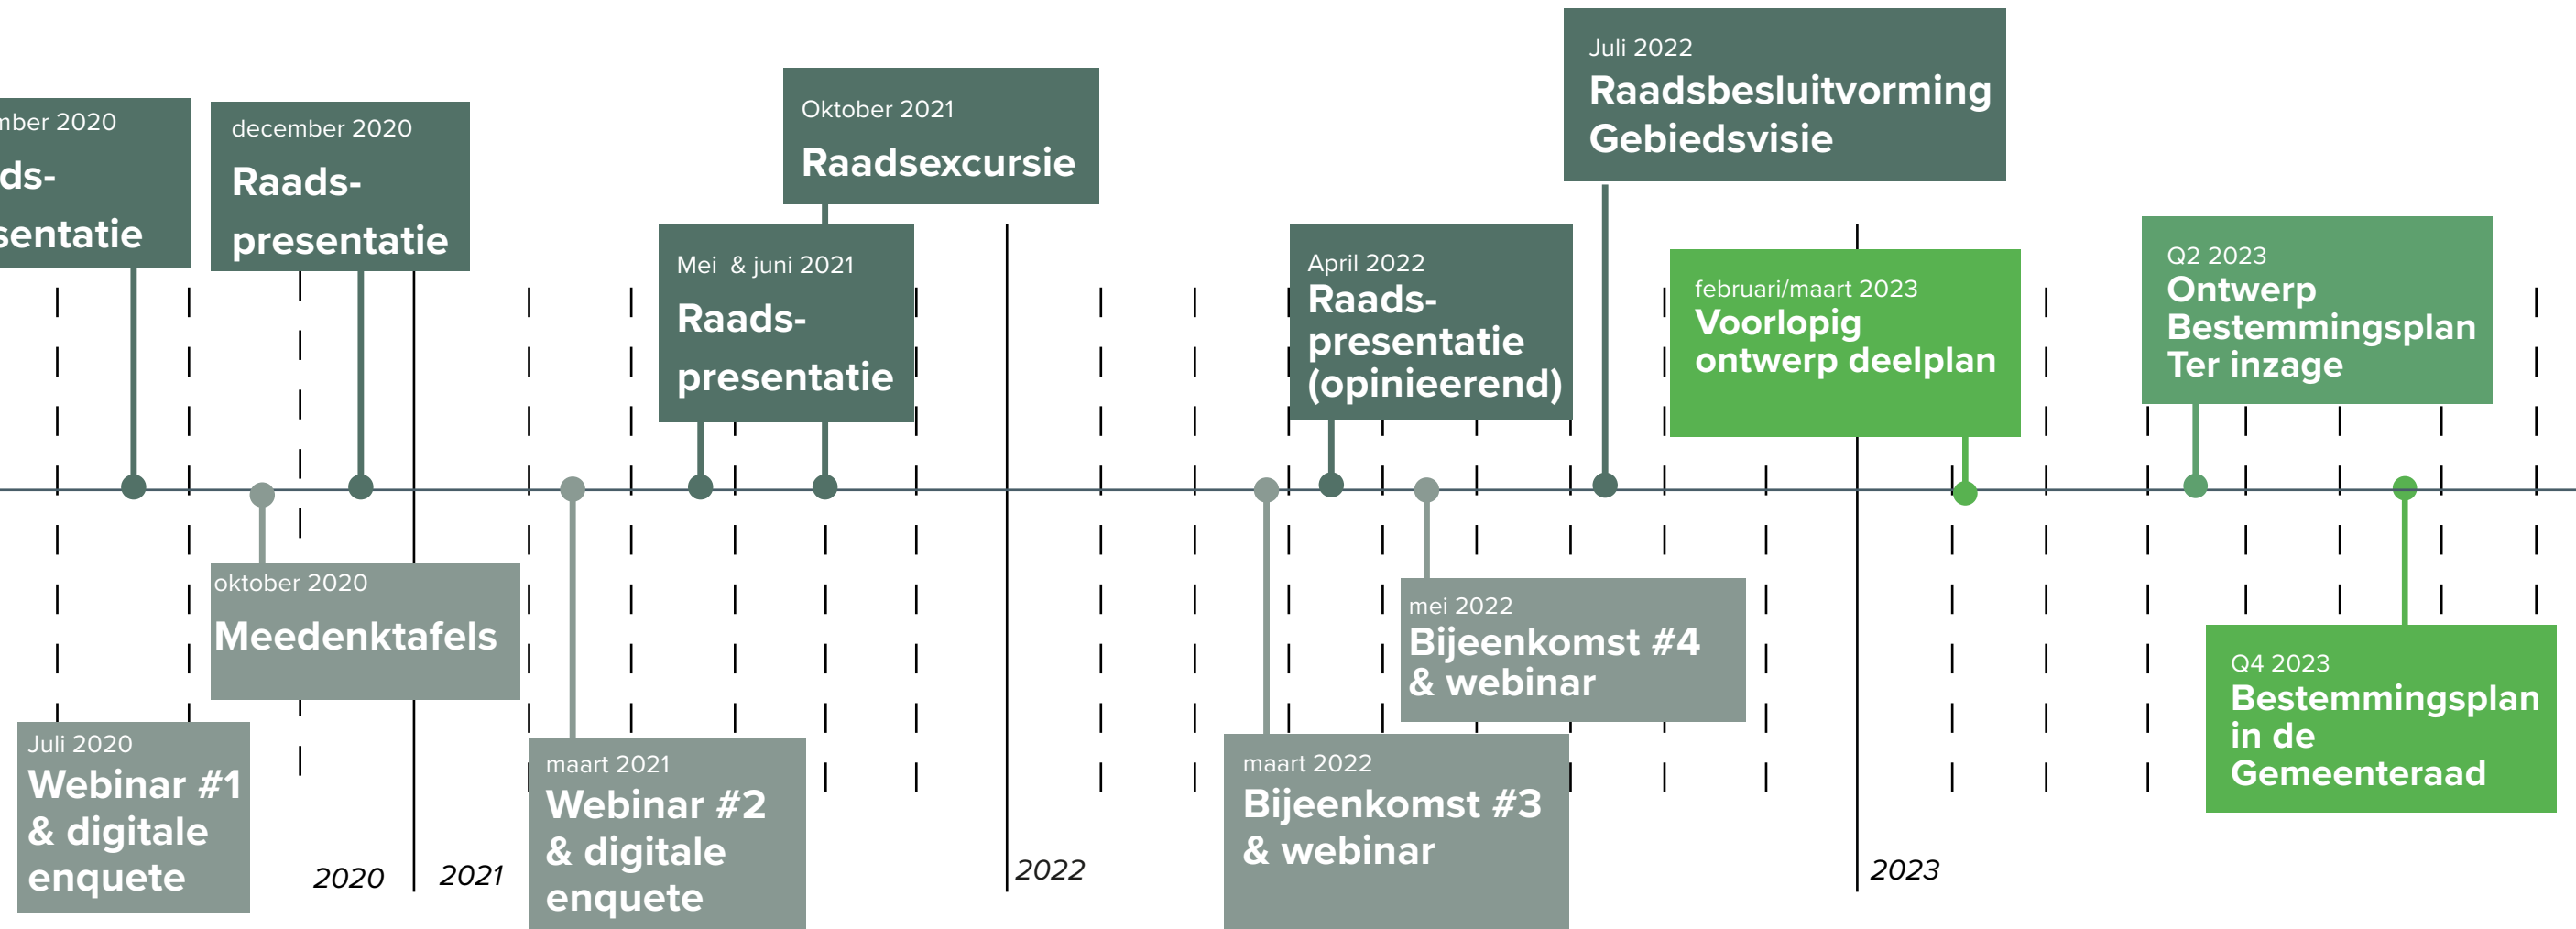 mber 2020
ds-
sentatie
december 2020
Raads-
presentatie
Oktober 2021
Raadsexcursie
Mei & juni 2021
Raads-
presentatie
Juli 2022
Raadsbesluitvorming
Gebiedsvisie
April 2022
Raads-
presentatie
(opinieerend)
februari/maart 2023
Voorlopig
ontwerp deelplan
Q2 2023
Ontwerp
Bestemmingsplan
Ter inzage
oktober 2020
Meedenktafels
Juli 2020
Webinar #1
& digitale
enquete
maart 2021
Webinar #2
& digitale
enquete
mei 2022
Bijeenkomst #4
& webinar
maart 2022
Bijeenkomst #3
& webinar
Q4 2023
Bestemmingsplan
in de
Gemeenteraad
2020
2021
2022
2023